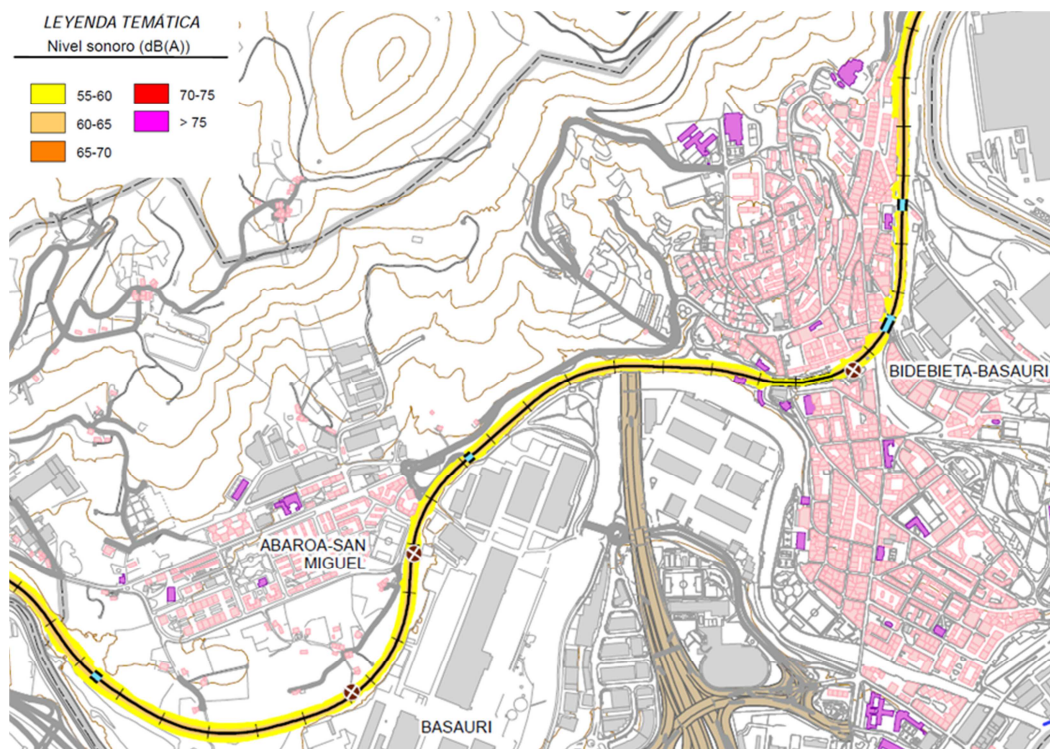 LEYENDA TEMÁTICA
Nivel sonoro (dB(A))
55-60
70-75
60-65
> 75
65-70
BIDEBIETA-BASAURI
ABAROA-SAN
MIGUEL
BASAURI